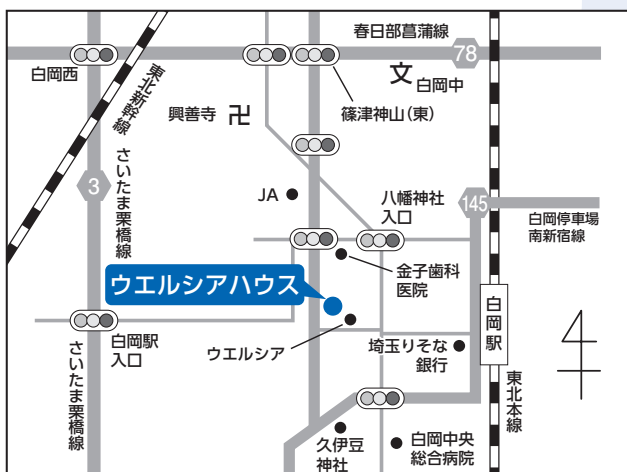 春日部菖蒲線
78
白岡西
文 白岡中
篠津神山(東)
東北新幹線
興善寺 卍
さいたま栗橋線
3
JA
八幡神社
入口
145
白岡停車場
南新宿線
金子歯科
医院
ウエルシアハウス
白岡駅
白岡駅
入口
ウエルシア
埼玉りそな
銀行
さいたま栗橋線
東北本線
久伊豆
神社
白岡中央
総合病院